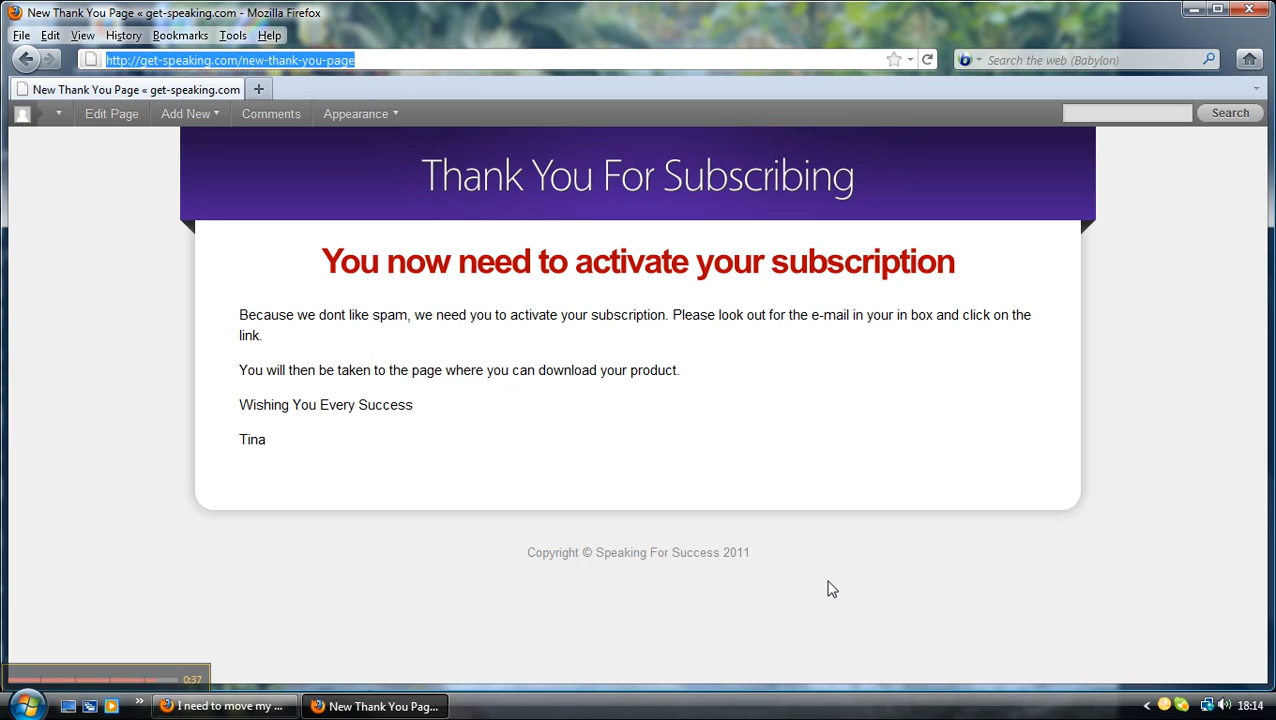 New Thank You Page « get-speaking.com - Mozilla Firefox
File Edit View History Bookmarks Tools Help
http://get-speaking.com/new-thank-you-page
Search the web (Babylon)
New Thank You Page « get-speaking.com
Edit Page Add New Comments Appearance Search
Thank You For Subscribing
You now need to activate your subscription
Because we dont like spam, we need you to activate your subscription. Please look out for the e-mail in your in box and click on the
link.
You will then be taken to the page where you can download your product.
Wishing You Every Success
Tina
Copyright © Speaking For Success 2011
0:37
I need to move my ... New Thank You Pag... 18:14